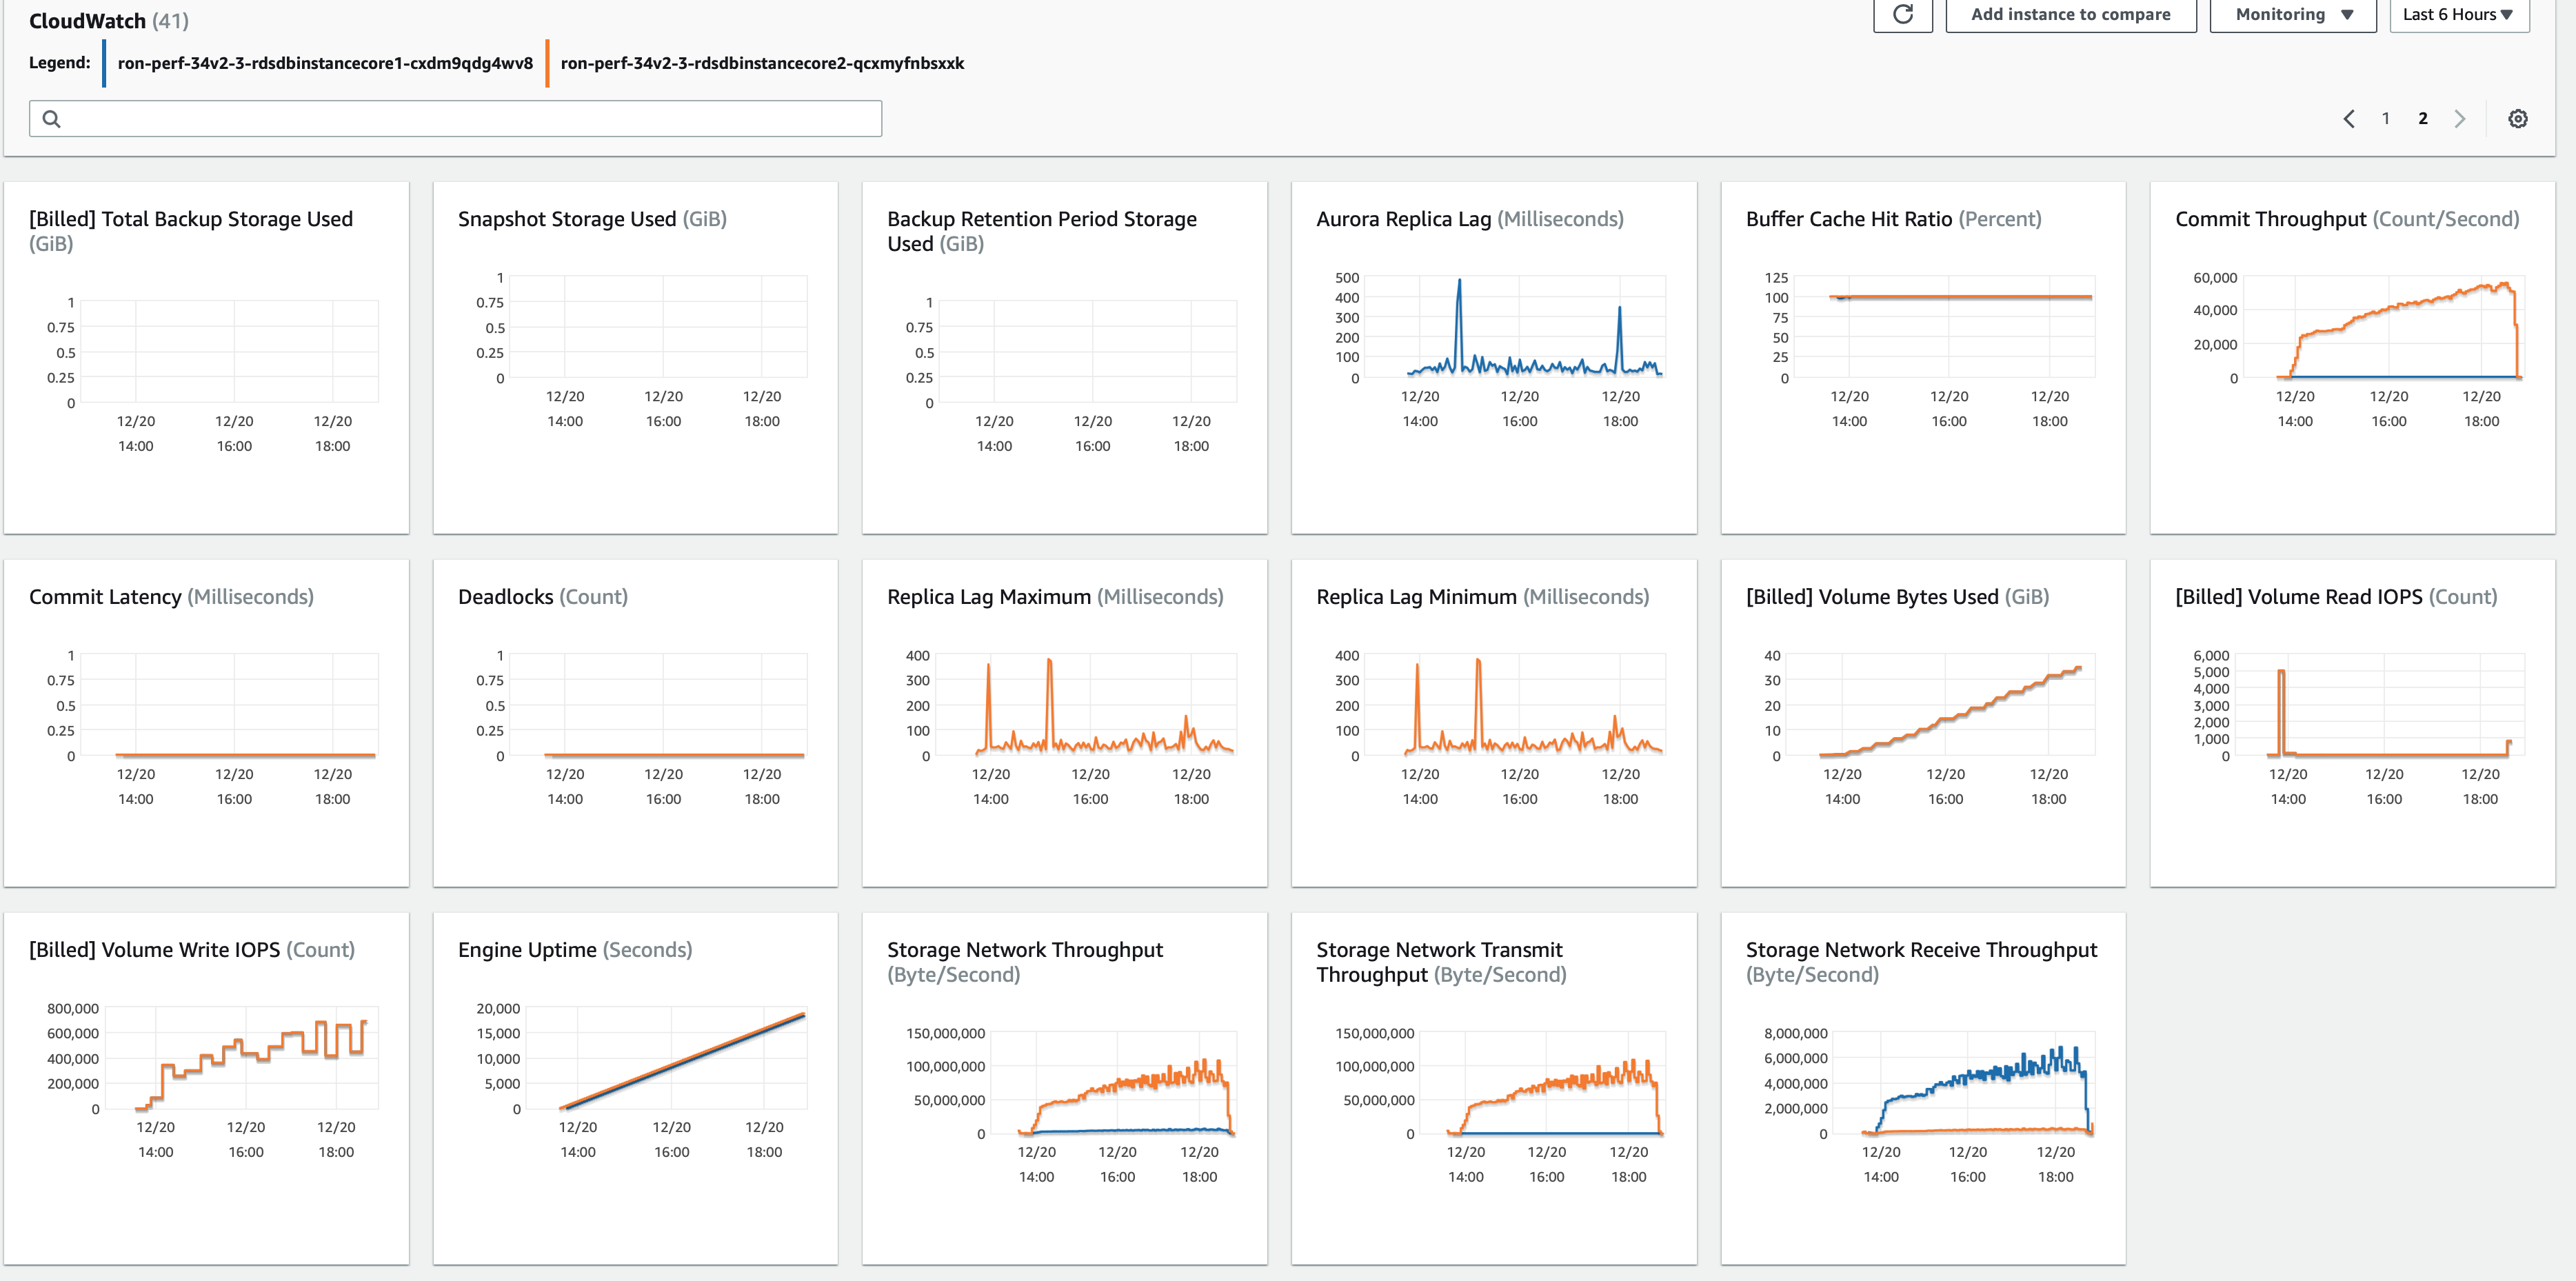 CloudWatch (41)
Add instance to compare
Monitoring
Last 6 Hours
Legend:
ron-perf-34v2-3-rdsdbinstancecore1-cxdm9qdg4wv8
ron-perf-34v2-3-rdsdbinstancecore2-qcxmyfnbsxxk
1 2
[Billed] Total Backup Storage Used
(GiB)
1
0.75
0.5
0.25
0
12/20 12/20 12/20
14:00 16:00 18:00
Snapshot Storage Used (GiB)
1
0.75
0.5
0.25
0
12/20 12/20 12/20
14:00 16:00 18:00
Backup Retention Period Storage
Used (GiB)
1
0.75
0.5
0.25
0
12/20 12/20 12/20
14:00 16:00 18:00
Aurora Replica Lag (Milliseconds)
500
400
300
200
100
0
12/20 12/20 12/20
14:00 16:00 18:00
Buffer Cache Hit Ratio (Percent)
125
100
75
50
25
0
12/20 12/20 12/20
14:00 16:00 18:00
Commit Throughput (Count/Second)
60,000
40,000
20,000
0
12/20 12/20 12/20
14:00 16:00 18:00
Commit Latency (Milliseconds)
1
0.75
0.5
0.25
0
12/20 12/20 12/20
14:00 16:00 18:00
Deadlocks (Count)
1
0.75
0.5
0.25
0
12/20 12/20 12/20
14:00 16:00 18:00
Replica Lag Maximum (Milliseconds)
400
300
200
100
0
12/20 12/20 12/20
14:00 16:00 18:00
Replica Lag Minimum (Milliseconds)
400
300
200
100
0
12/20 12/20 12/20
14:00 16:00 18:00
[Billed] Volume Bytes Used (GiB)
40
30
20
10
0
12/20 12/20 12/20
14:00 16:00 18:00
[Billed] Volume Read IOPS (Count)
6,000
5,000
4,000
3,000
2,000
1,000
0
12/20 12/20 12/20
14:00 16:00 18:00
[Billed] Volume Write IOPS (Count)
800,000
600,000
400,000
200,000
0
12/20 12/20 12/20
14:00 16:00 18:00
Engine Uptime (Seconds)
20,000
15,000
10,000
5,000
0
12/20 12/20 12/20
14:00 16:00 18:00
Storage Network Throughput
(Byte/Second)
150,000,000
100,000,000
50,000,000
0
12/20 12/20 12/20
14:00 16:00 18:00
Storage Network Transmit
Throughput (Byte/Second)
150,000,000
100,000,000
50,000,000
0
12/20 12/20 12/20
14:00 16:00 18:00
Storage Network Receive Throughput
(Byte/Second)
8,000,000
6,000,000
4,000,000
2,000,000
0
12/20 12/20 12/20
14:00 16:00 18:00